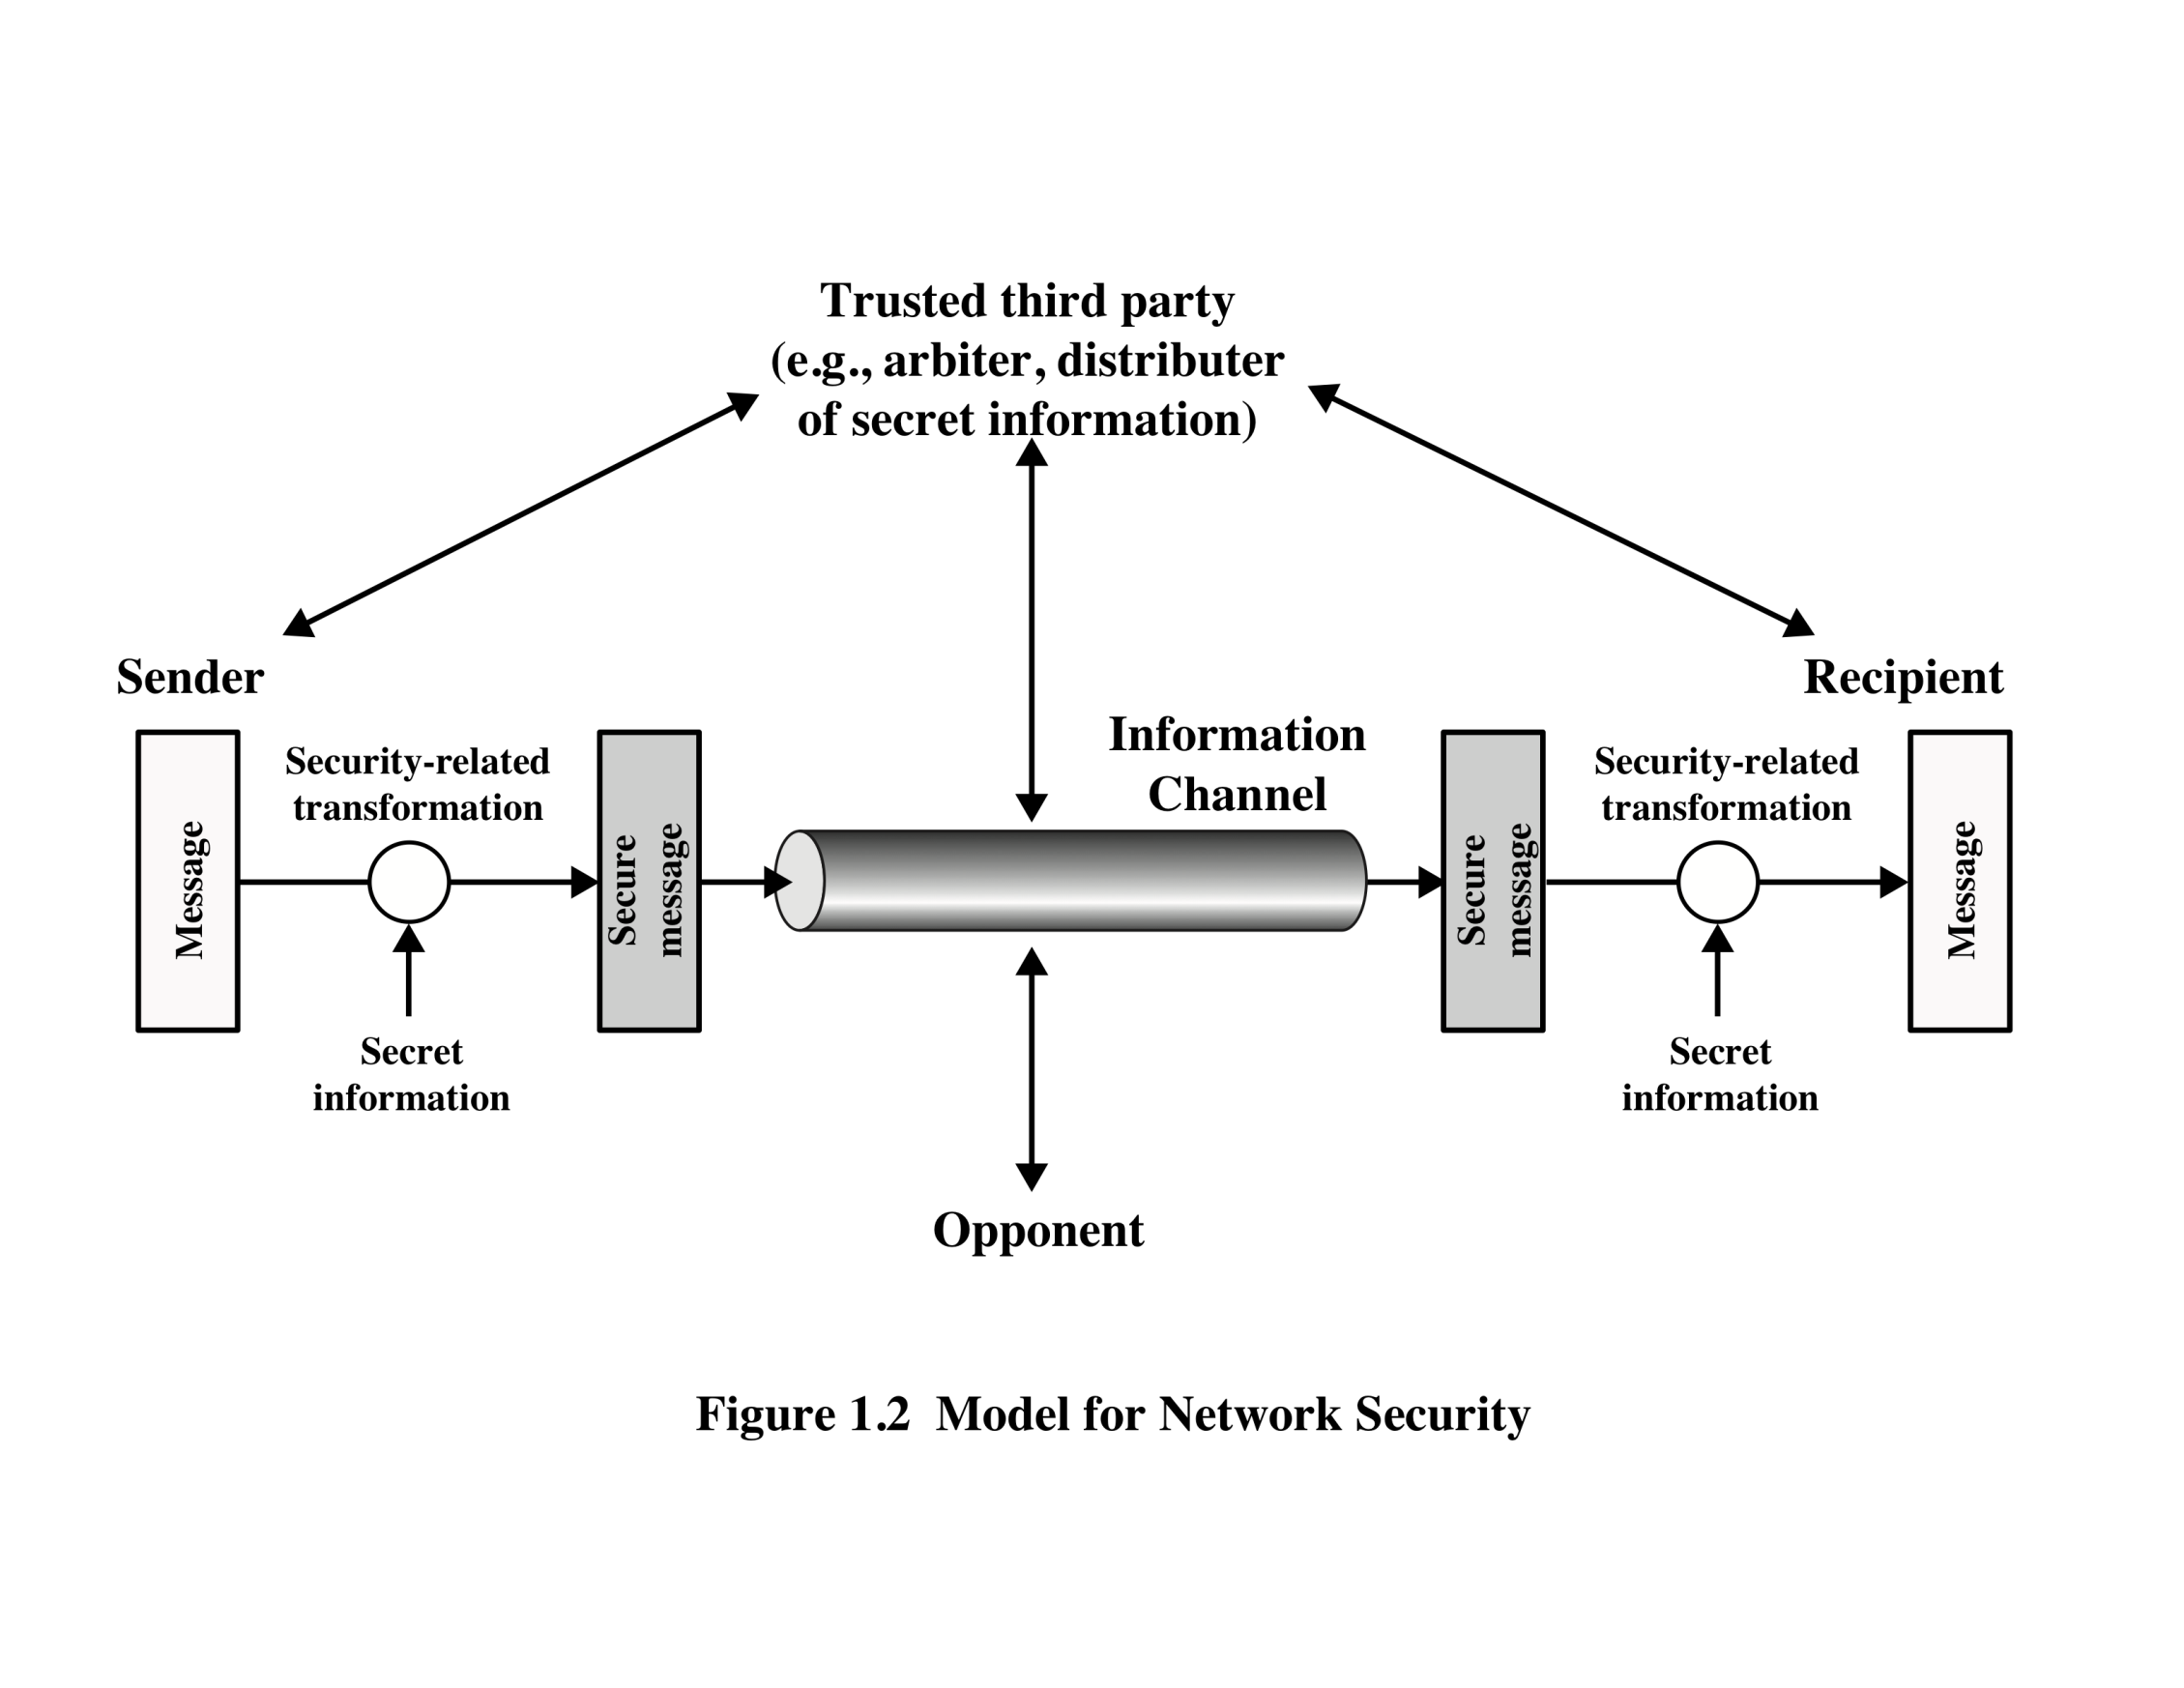 Trusted third party
(e.g., arbiter, distributer
of secret information)
Sender
Recipient
Information
Channel
Security-related
transformation
Security-related
transformation
Message
Secure
message
Secure
message
Message
Secret
information
Secret
information
Opponent
Figure 1.2  Model for Network Security